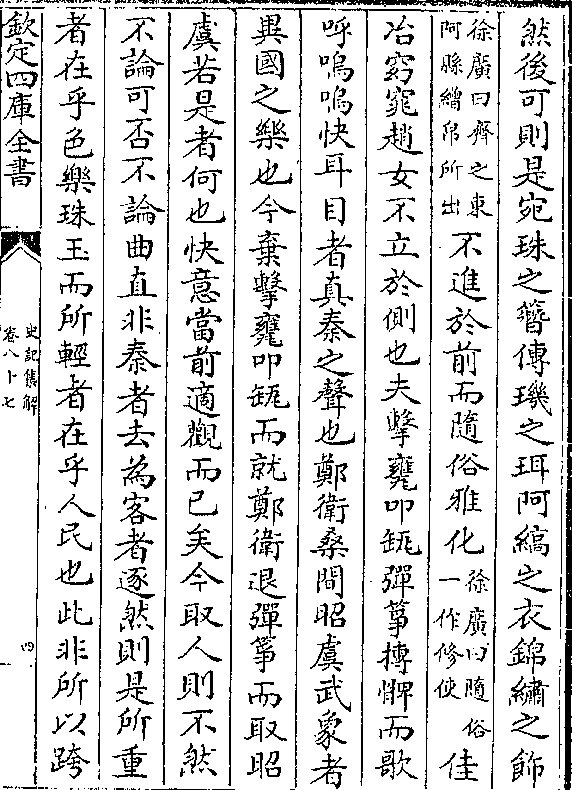 然後可則是宛珠之簪傅璣之珥阿縞之衣錦繡之飾
徐廣曰齊之東
阿縣繒帛所出
不進於前而隨俗雅化
徐廣曰隨俗
一作修使
佳
冶窈窕趙女不立於側也夫擊甕叩缻彈箏搏髀而歌
呼嗚嗚快耳目者真秦之聲也鄭衛桑間昭虞武象者
異國之樂也今棄擊甕叩缻而就鄭衛退彈箏而取昭
虞若是者何也快意當前適觀而已矣今取人則不然
不論可否不論曲直非秦者去為客者逐然則是所重
者在乎色樂珠玉而所輕者在乎人民也此非所以跨
欽定四庫全書
史記集解
卷八十七
四